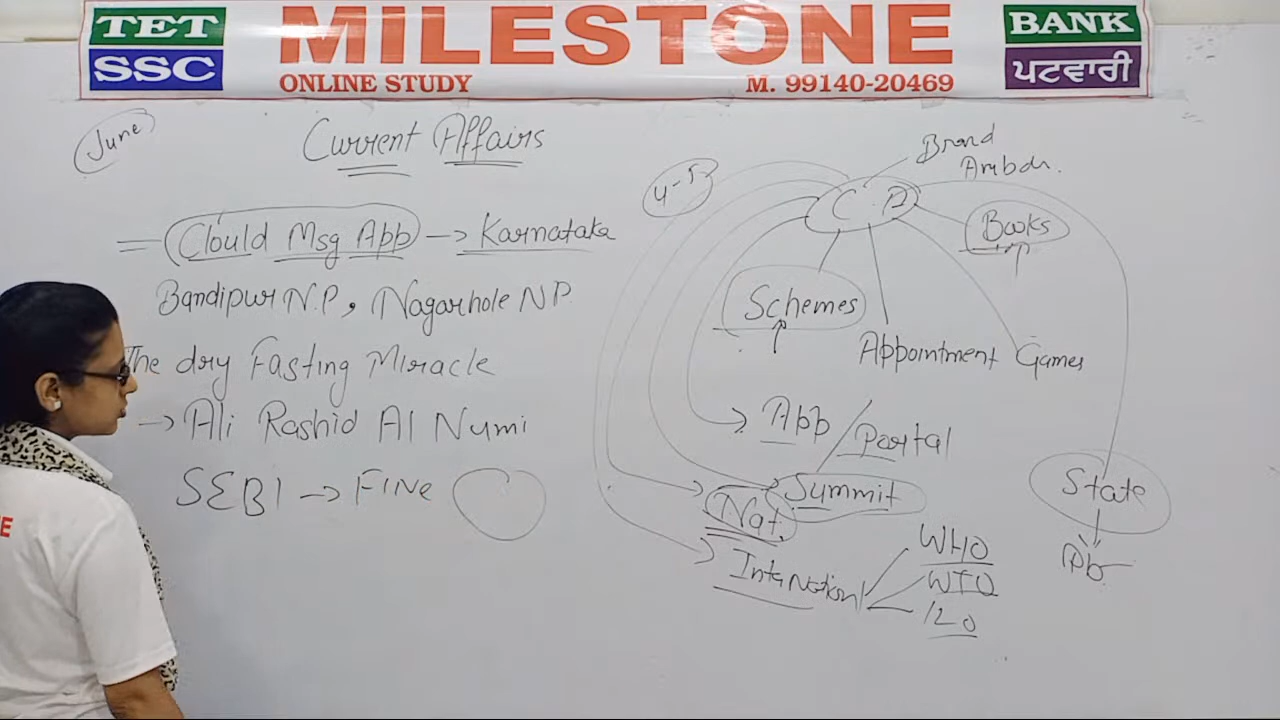 TET
SSC
MILESTONE
ONLINE STUDY
M. 99140-20469
BANK
ਪਟਵਾਰੀ
June
Current Affairs
= Clould Msg App → Karnataka
Bandipur N.P, Nagarhole NP
The dry Fasting Miracle
→ Ali Rashid Al Numi
SEBI → FINe
4-5
Brand
Ambdr.
C.A
Books
Schemes
Appointment
Games
App / Portal
Summit
Nat.
InterNational
WHO
WTO
ILO
State
Pb